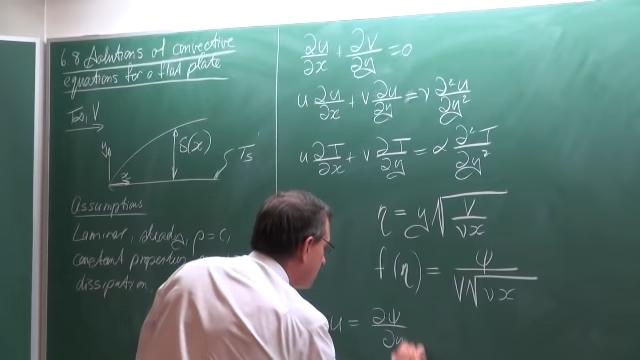 6.8 Solutions of convective
equations for a flat plate
T∞, V
y
x
δ(x)
Ts
Assumptions
Laminar, steady, ρ = c,
constant properties
dissipation
∂u/∂x + ∂v/∂y = 0
u ∂u/∂x + v ∂u/∂y = ν ∂²u/∂y²
u ∂T/∂x + v ∂T/∂y = α ∂²T/∂y²
η = y √(V/νx)
f(η) = ψ/(V√(νx))
u = ∂ψ/∂y